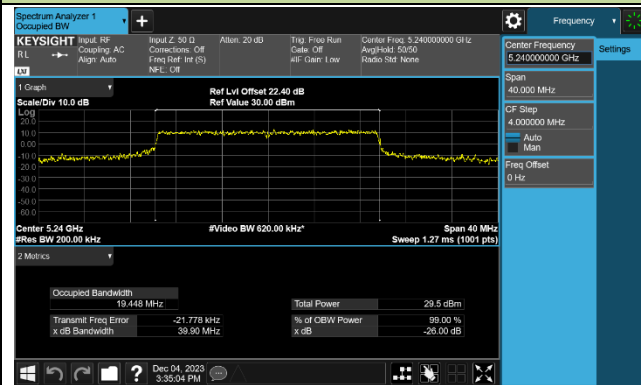 Spectrum Analyzer 1
Occupied BW
Frequency
KEYSIGHT Input: RF
RL
Coupling: AC
Align: Auto
LXI
Input Z: 50 Ω
Corrections: Off
Freq Ref: Int (S)
NFE: Off
Atten: 20 dB
Trig: Free Run
Gate: Off
#IF Gain: Low
Center Freq: 5.240000000 GHz
Avg|Hold: 50/50
Radio Std: None
Center Frequency
5.240000000 GHz
Settings
Span
40.000 MHz
CF Step
4.000000 MHz
Auto
Man
Freq Offset
0 Hz
1 Graph
Scale/Div 10.0 dB
Ref Lvl Offset 22.40 dB
Ref Value 30.00 dBm
Log
20.0
10.0
0.00
-10.0
-20.0
-30.0
-40.0
-50.0
-60.0
Center 5.24 GHz
#Res BW 200.00 kHz
#Video BW 620.00 kHz*
Span 40 MHz
Sweep 1.27 ms (1001 pts)
2 Metrics
Occupied Bandwidth
19.448 MHz
Total Power 29.5 dBm
Transmit Freq Error -21.778 kHz
% of OBW Power 99.00 %
x dB Bandwidth 39.90 MHz
x dB -26.00 dB
?
Dec 04, 2023
3:35:04 PM